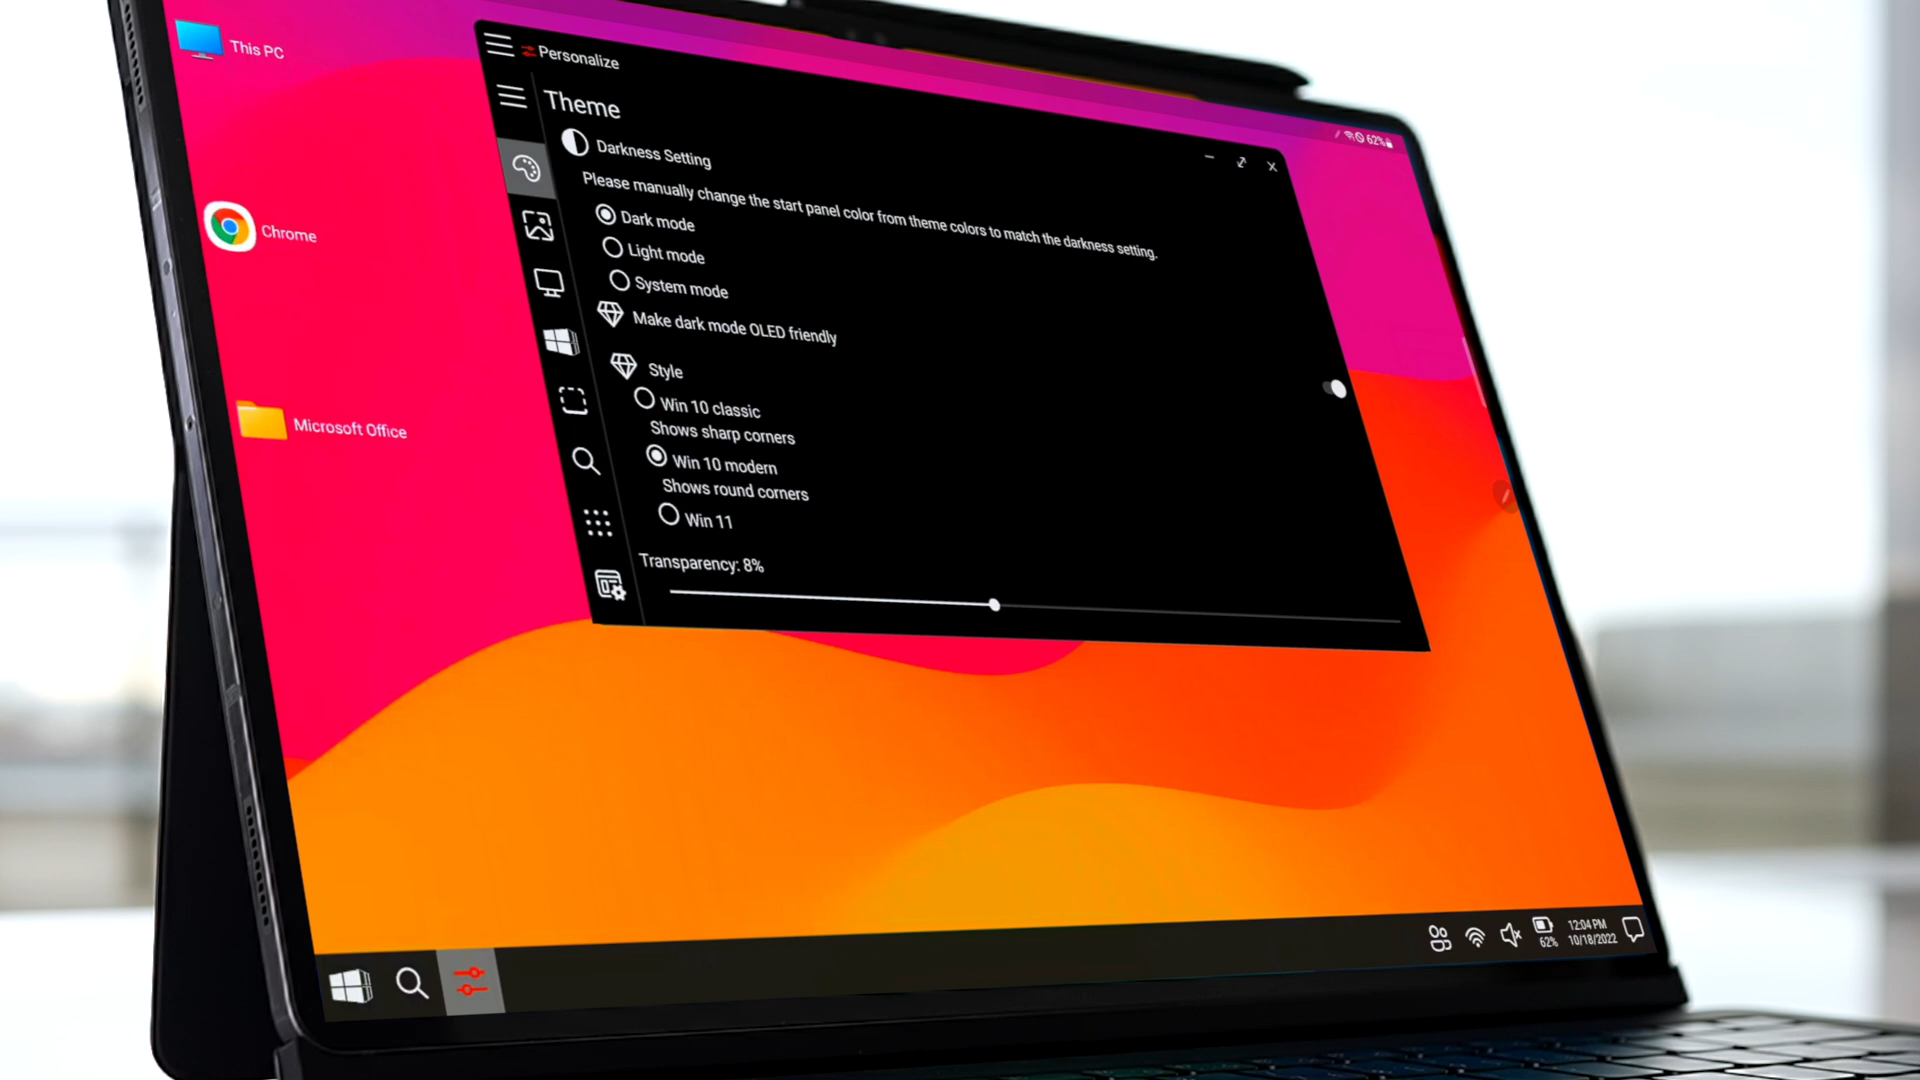 This PC
Chrome
Microsoft Office
Personalize
Theme
Darkness Setting
Please manually change the start panel color from theme colors to match the darkness setting.
Dark mode
Light mode
System mode
Make dark mode OLED friendly
Style
Win 10 classic
Shows sharp corners
Win 10 modern
Shows round corners
Win 11
Transparency: 8%
62%
62%
12:04 PM
10/18/2022